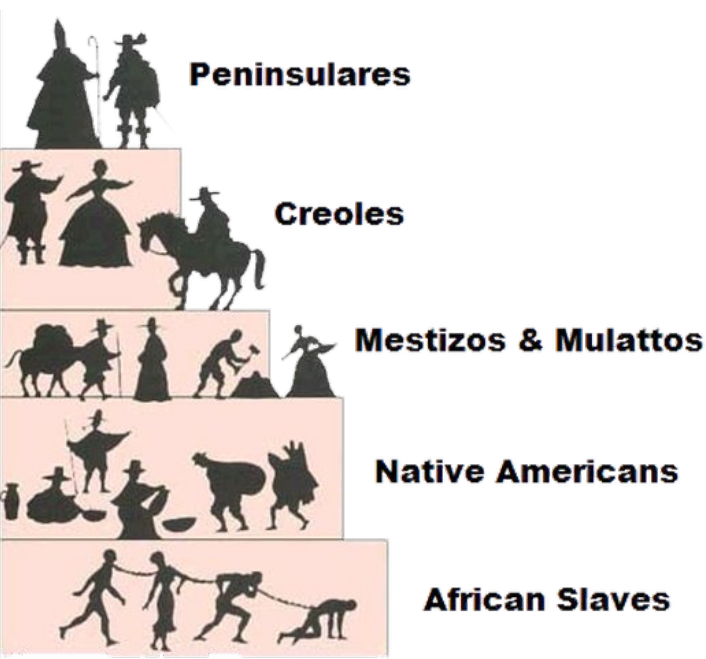 Peninsulares
Creoles
Mestizos & Mulattos
Native Americans
African Slaves